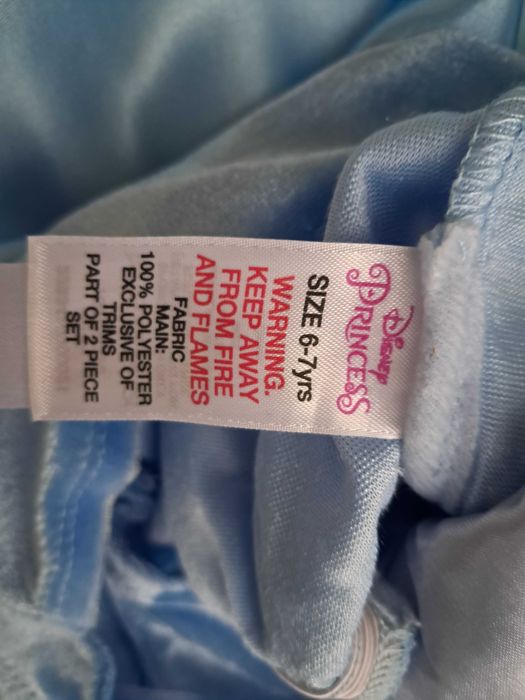 Disney
PRINCESS
SIZE 6-7yrs
WARNING.
KEEP AWAY
FROM FIRE
AND FLAMES
FABRIC
MAIN:
100% POLYESTER
EXCLUSIVE OF
TRIMS
PART OF 2 PIECE
SET